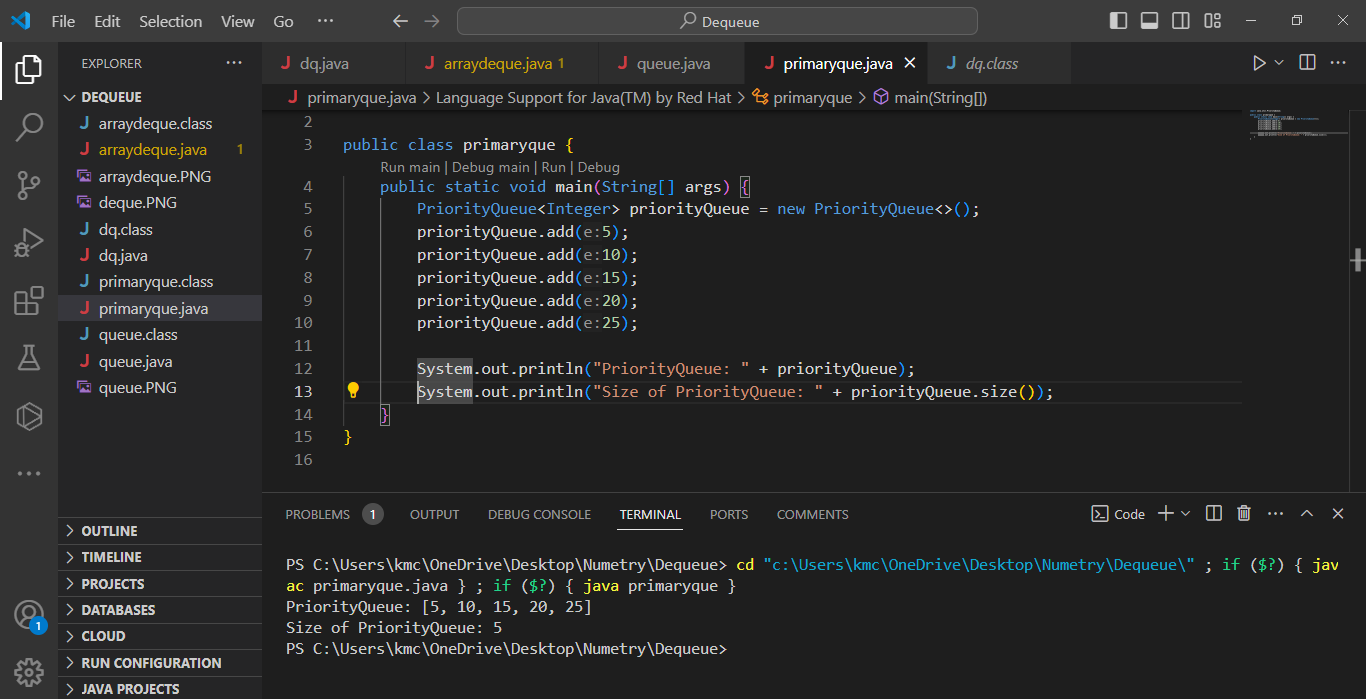 File Edit Selection View Go ··· Dequeue
EXPLORER ···
DEQUEUE
arraydeque.class
arraydeque.java 1
arraydeque.PNG
deque.PNG
dq.class
dq.java
primaryque.class
primaryque.java
queue.class
queue.java
queue.PNG
OUTLINE
TIMELINE
PROJECTS
DATABASES
CLOUD
RUN CONFIGURATION
JAVA PROJECTS
1
J dq.java J arraydeque.java 1 J queue.java J primaryque.java J dq.class
J primaryque.java > Language Support for Java(TM) by Red Hat > primaryque > main(String[])
2
3 public class primaryque {
Run main | Debug main | Run | Debug
4 public static void main(String[] args) {
5 PriorityQueue<Integer> priorityQueue = new PriorityQueue<>();
6 priorityQueue.add(e:5);
7 priorityQueue.add(e:10);
8 priorityQueue.add(e:15);
9 priorityQueue.add(e:20);
10 priorityQueue.add(e:25);
11
12 System.out.println("PriorityQueue: " + priorityQueue);
13 System.out.println("Size of PriorityQueue: " + priorityQueue.size());
14 }
15 }
16
PROBLEMS 1 OUTPUT DEBUG CONSOLE TERMINAL PORTS COMMENTS Code
PS C:\Users\kmc\OneDrive\Desktop\Numetry\Dequeue> cd "c:\Users\kmc\OneDrive\Desktop\Numetry\Dequeue\" ; if ($?) { jav
ac primaryque.java } ; if ($?) { java primaryque }
PriorityQueue: [5, 10, 15, 20, 25]
Size of PriorityQueue: 5
PS C:\Users\kmc\OneDrive\Desktop\Numetry\Dequeue>